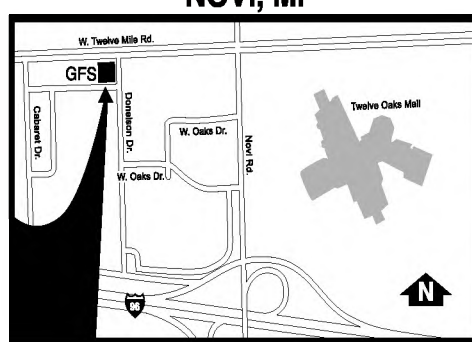 NOVI, MI
W. Twelve Mile Rd.
GFS
Cabaret Dr.
Donelson Dr.
W. Oaks Dr.
W. Oaks Dr.
Novi Rd.
Twelve Oaks Mall
96
N